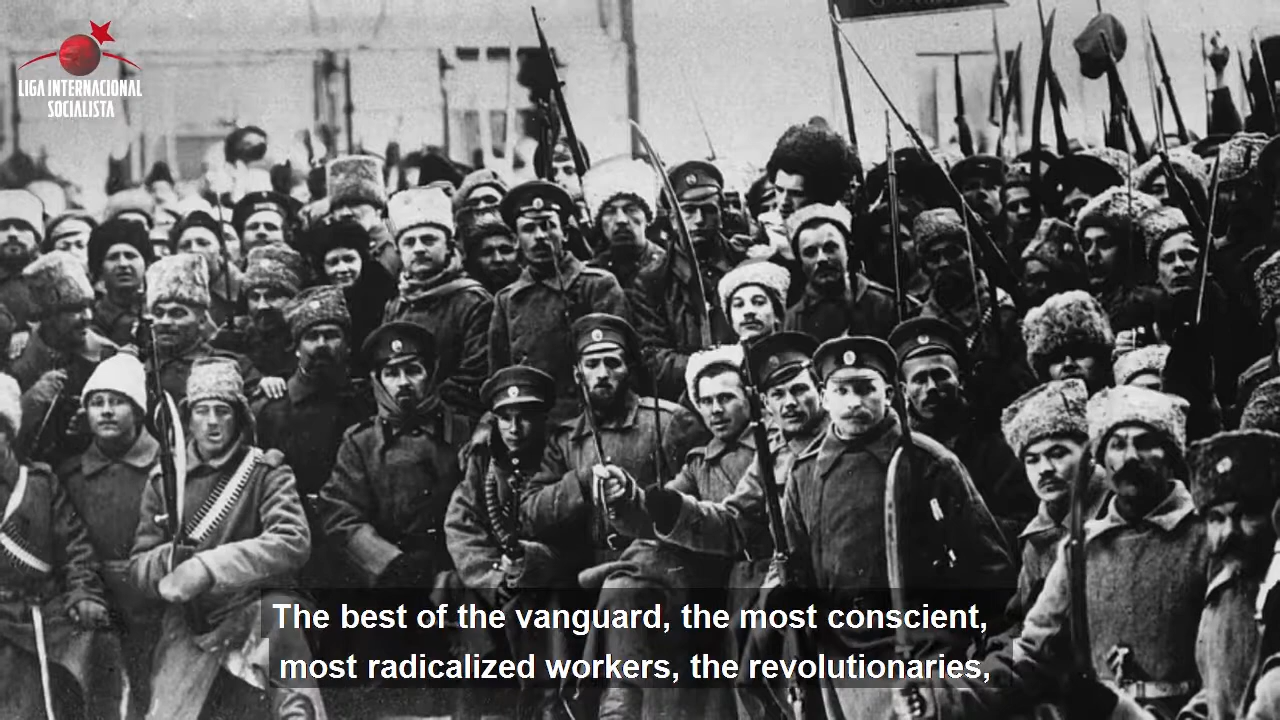 LIGA INTERNACIONAL
SOCIALISTA
The best of the vanguard, the most conscient,
most radicalized workers, the revolutionaries,